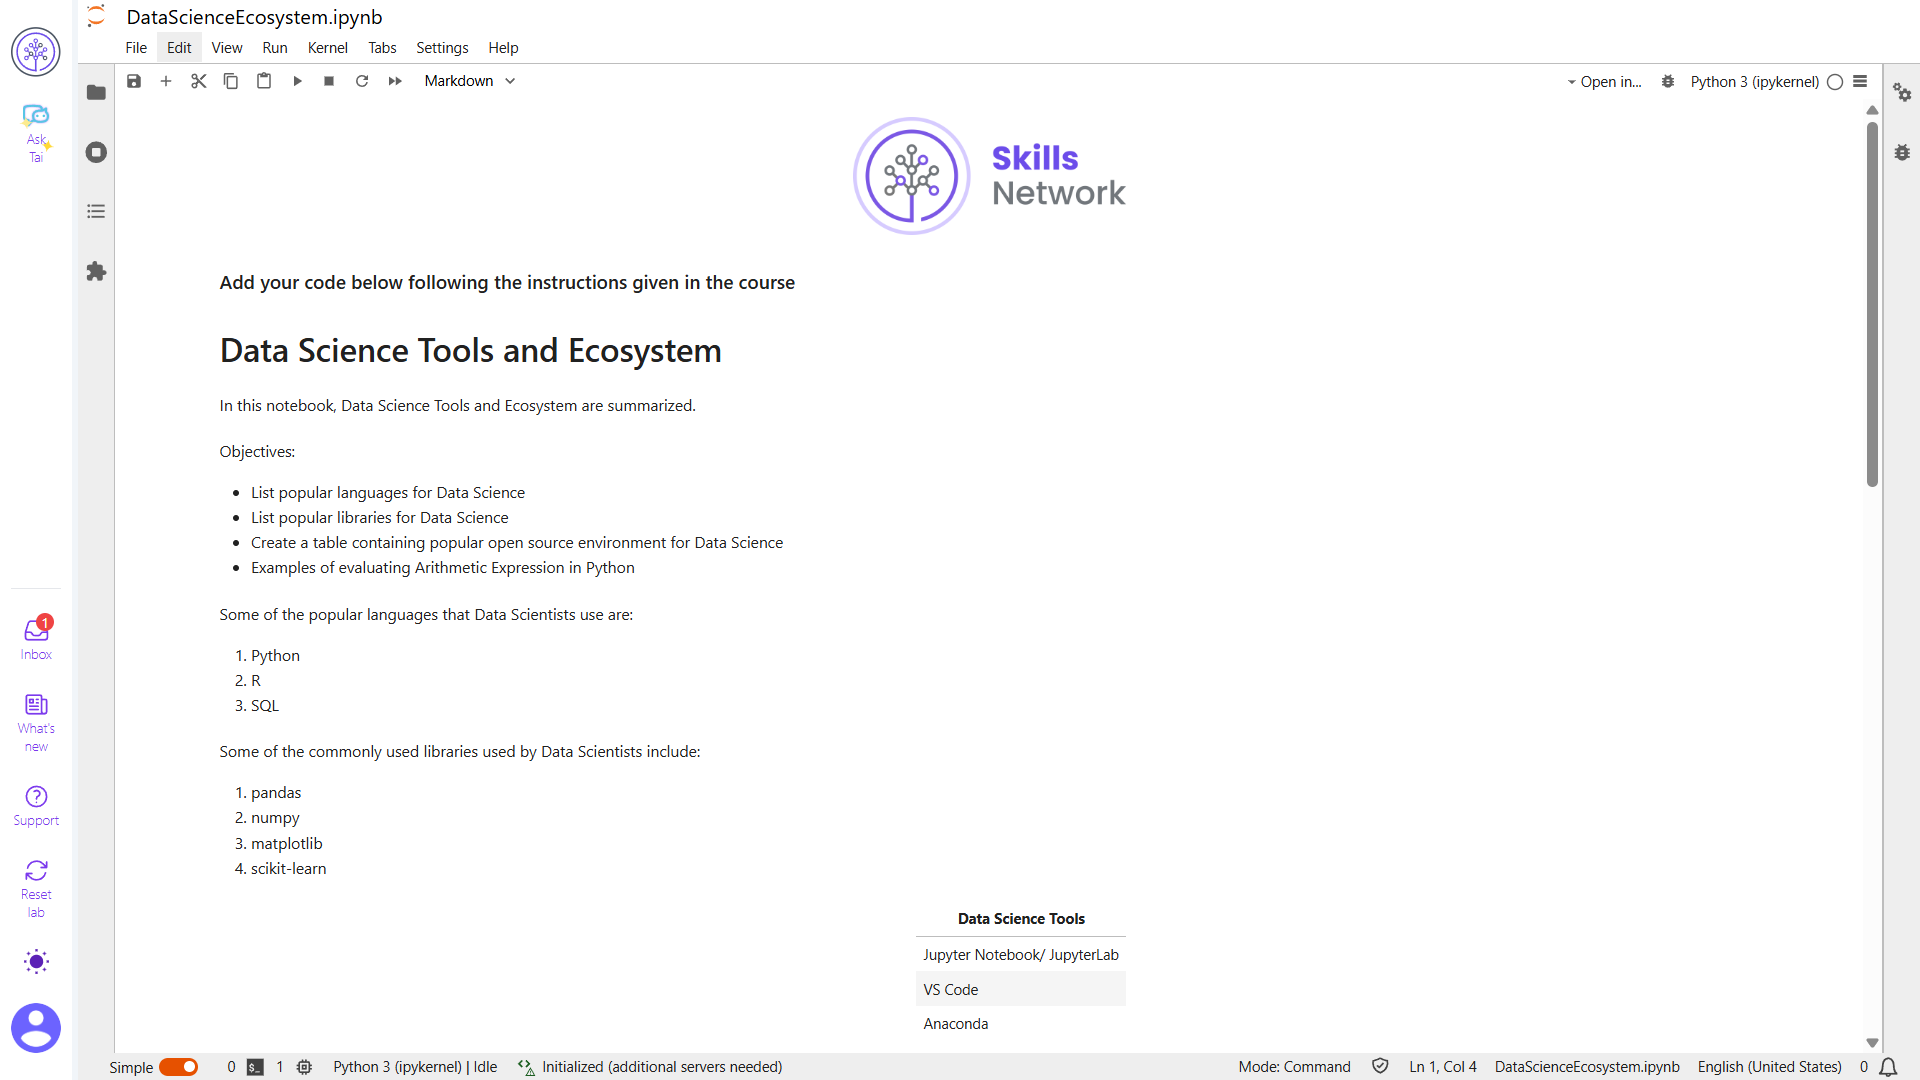 DataScienceEcosystem.ipynb
File Edit View Run Kernel Tabs Settings Help
Markdown
Open in...
Python 3 (ipykernel)
Ask
Tai
Skills
Network
Add your code below following the instructions given in the course
Data Science Tools and Ecosystem
In this notebook, Data Science Tools and Ecosystem are summarized.
Objectives:
• List popular languages for Data Science
• List popular libraries for Data Science
• Create a table containing popular open source environment for Data Science
• Examples of evaluating Arithmetic Expression in Python
Some of the popular languages that Data Scientists use are:
1. Python
2. R
3. SQL
Some of the commonly used libraries used by Data Scientists include:
1. pandas
2. numpy
3. matplotlib
4. scikit-learn
Data Science Tools
Jupyter Notebook/ JupyterLab
VS Code
Anaconda
1
Inbox
What's
new
Support
Reset
lab
Simple 0 $_ 1 Python 3 (ipykernel) | Idle Initialized (additional servers needed) Mode: Command Ln 1, Col 4 DataScienceEcosystem.ipynb English (United States) 0